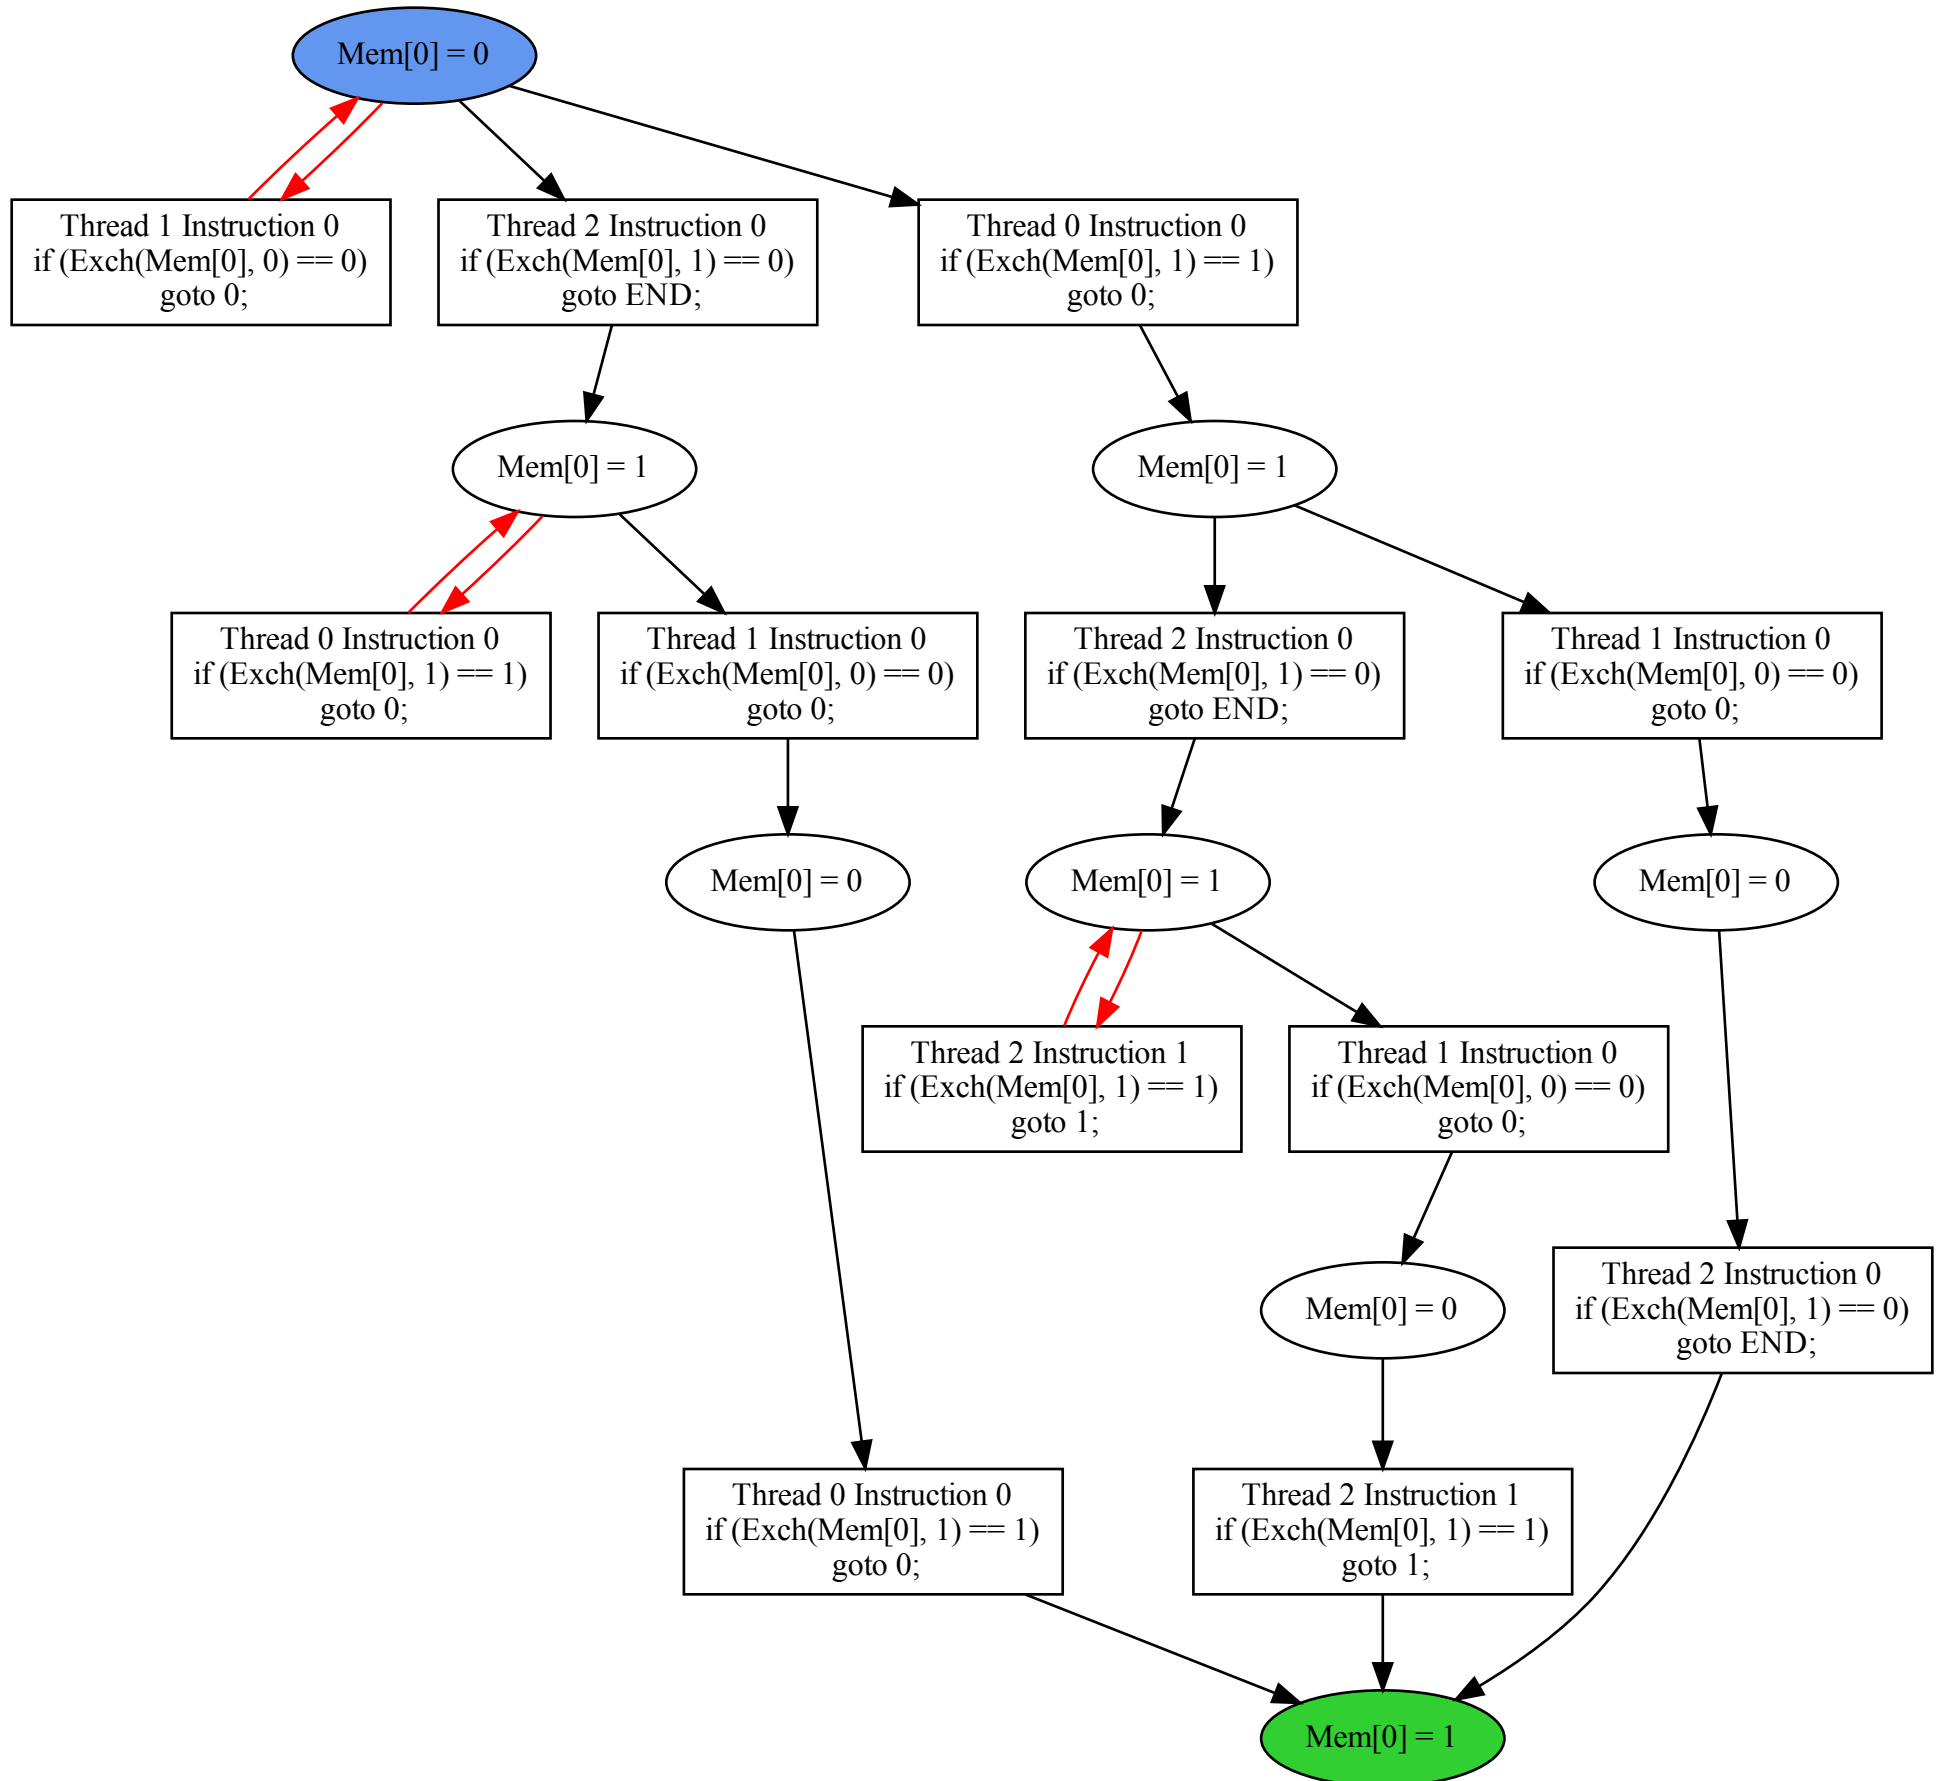 Mem[0] = 0
Thread 1 Instruction 0
if (Exch(Mem[0], 0) == 0)
goto 0;
Thread 2 Instruction 0
if (Exch(Mem[0], 1) == 0)
goto END;
Thread 0 Instruction 0
if (Exch(Mem[0], 1) == 1)
goto 0;
Mem[0] = 1
Mem[0] = 1
Thread 0 Instruction 0
if (Exch(Mem[0], 1) == 1)
goto 0;
Thread 1 Instruction 0
if (Exch(Mem[0], 0) == 0)
goto 0;
Thread 2 Instruction 0
if (Exch(Mem[0], 1) == 0)
goto END;
Thread 1 Instruction 0
if (Exch(Mem[0], 0) == 0)
goto 0;
Mem[0] = 0
Mem[0] = 1
Mem[0] = 0
Thread 2 Instruction 1
if (Exch(Mem[0], 1) == 1)
goto 1;
Thread 1 Instruction 0
if (Exch(Mem[0], 0) == 0)
goto 0;
Mem[0] = 0
Thread 2 Instruction 0
if (Exch(Mem[0], 1) == 0)
goto END;
Thread 0 Instruction 0
if (Exch(Mem[0], 1) == 1)
goto 0;
Thread 2 Instruction 1
if (Exch(Mem[0], 1) == 1)
goto 1;
Mem[0] = 1